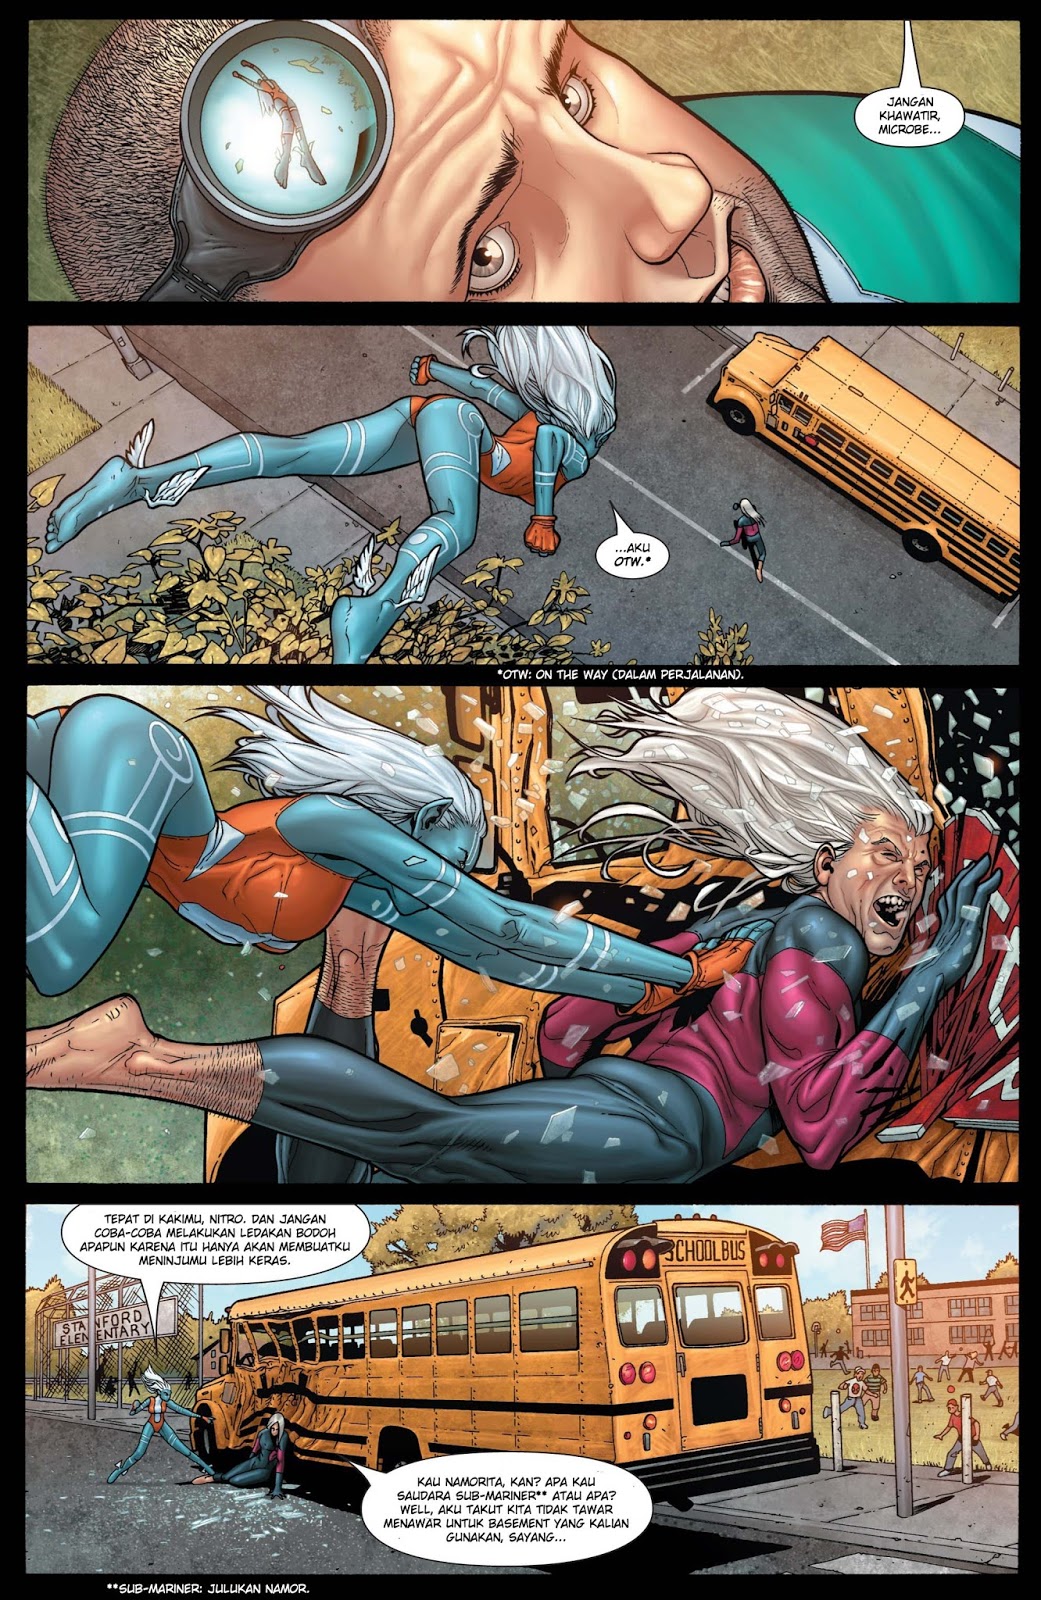 JANGAN
KHAWATIR,
MICROBE...
...AKU
OTW.*
*OTW: ON THE WAY (DALAM PERJALANAN).
TEPAT DI KAKIMU, NITRO. DAN JANGAN
COBA-COBA MELAKUKAN LEDAKAN BODOH
APAPUN KARENA ITU HANYA AKAN MEMBUATKU
MENINJUMU LEBIH KERAS.
STANFORD
ELEMENTARY
SCHOOL BUS
KAU NAMORITA, KAN? APA KAU
SAUDARA SUB-MARINER** ATAU APA?
WELL, AKU TAKUT KITA TIDAK TAWAR
MENAWAR UNTUK BASEMENT YANG KALIAN
GUNAKAN, SAYANG...
**SUB-MARINER: JULUKAN NAMOR.